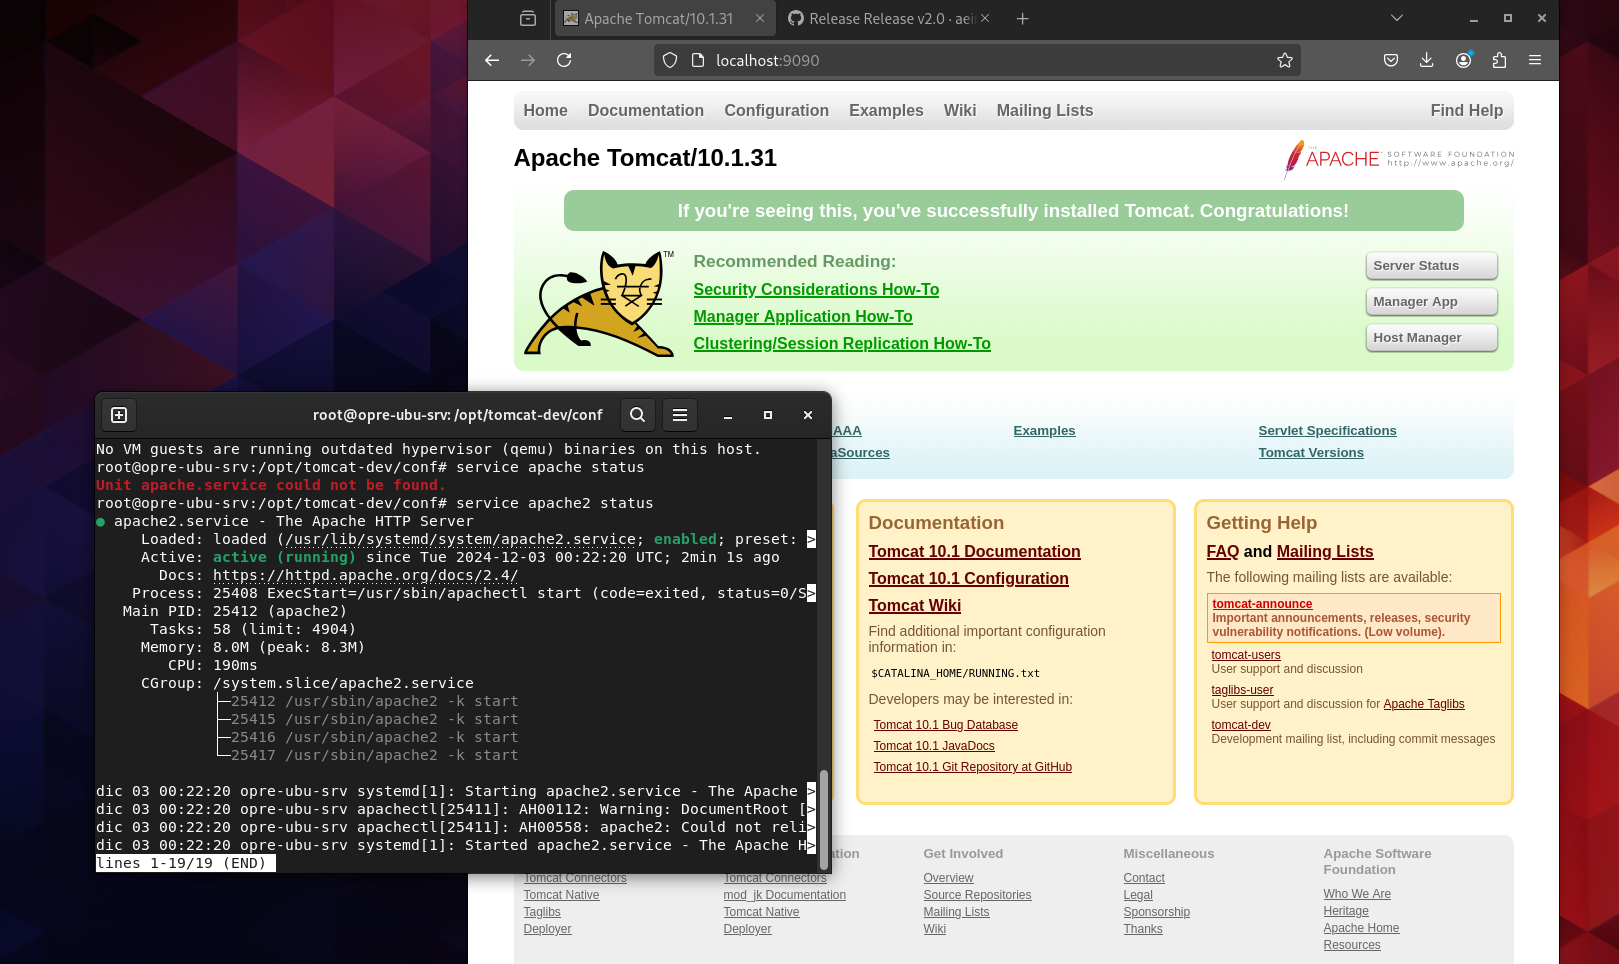 Apache Tomcat/10.1.31
Release Release v2.0 · aei
localhost:9090
Home Documentation Configuration Examples Wiki Mailing Lists Find Help
Apache Tomcat/10.1.31
THE APACHE SOFTWARE FOUNDATION
http://www.apache.org/
If you're seeing this, you've successfully installed Tomcat. Congratulations!
TM
Recommended Reading:
Security Considerations How-To
Manager Application How-To
Clustering/Session Replication How-To
Server Status
Manager App
Host Manager
AAA
aSources
Examples
Servlet Specifications
Tomcat Versions
root@opre-ubu-srv: /opt/tomcat-dev/conf
No VM guests are running outdated hypervisor (qemu) binaries on this host.
root@opre-ubu-srv:/opt/tomcat-dev/conf# service apache status
Unit apache.service could not be found.
root@opre-ubu-srv:/opt/tomcat-dev/conf# service apache2 status
● apache2.service - The Apache HTTP Server
Loaded: loaded (/usr/lib/systemd/system/apache2.service; enabled; preset: >
Active: active (running) since Tue 2024-12-03 00:22:20 UTC; 2min 1s ago
Docs: https://httpd.apache.org/docs/2.4/
Process: 25408 ExecStart=/usr/sbin/apachectl start (code=exited, status=0/S>
Main PID: 25412 (apache2)
Tasks: 58 (limit: 4904)
Memory: 8.0M (peak: 8.3M)
CPU: 190ms
CGroup: /system.slice/apache2.service
├─25412 /usr/sbin/apache2 -k start
├─25415 /usr/sbin/apache2 -k start
├─25416 /usr/sbin/apache2 -k start
└─25417 /usr/sbin/apache2 -k start
dic 03 00:22:20 opre-ubu-srv systemd[1]: Starting apache2.service - The Apache >
dic 03 00:22:20 opre-ubu-srv apachectl[25411]: AH00112: Warning: DocumentRoot [>
dic 03 00:22:20 opre-ubu-srv apachectl[25411]: AH00558: apache2: Could not reli>
dic 03 00:22:20 opre-ubu-srv systemd[1]: Started apache2.service - The Apache H>
lines 1-19/19 (END)
Documentation
Tomcat 10.1 Documentation
Tomcat 10.1 Configuration
Tomcat Wiki
Find additional important configuration
information in:
$CATALINA_HOME/RUNNING.txt
Developers may be interested in:
Tomcat 10.1 Bug Database
Tomcat 10.1 JavaDocs
Tomcat 10.1 Git Repository at GitHub
Getting Help
FAQ and Mailing Lists
The following mailing lists are available:
tomcat-announce
Important announcements, releases, security
vulnerability notifications. (Low volume).
tomcat-users
User support and discussion
taglibs-user
User support and discussion for Apache Taglibs
tomcat-dev
Development mailing list, including commit messages
Tomcat Connectors
Tomcat Native
Taglibs
Deployer
ation
Tomcat Connectors
mod_jk Documentation
Tomcat Native
Deployer
Get Involved
Overview
Source Repositories
Mailing Lists
Wiki
Miscellaneous
Contact
Legal
Sponsorship
Thanks
Apache Software
Foundation
Who We Are
Heritage
Apache Home
Resources